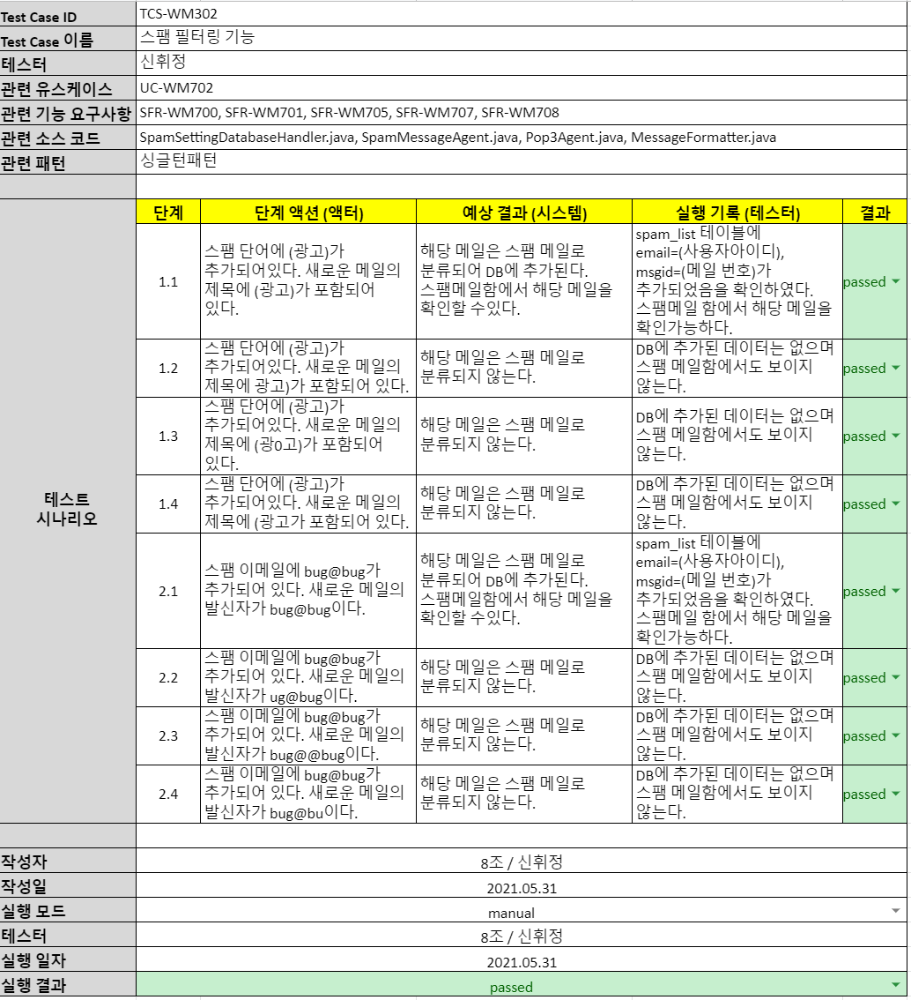 Test Case ID
TCS-WM302
Test Case 이름
스팸 필터링 기능
테스터
신휘정
관련 유스케이스
UC-WM702
관련 기능 요구사항
SFR-WM700, SFR-WM701, SFR-WM705, SFR-WM707, SFR-WM708
관련 소스 코드
SpamSettingDatabaseHandler.java, SpamMessageAgent.java, Pop3Agent.java, MessageFormatter.java
관련 패턴
싱글턴패턴
테스트
시나리오
단계
단계 액션 (액터)
예상 결과 (시스템)
실행 기록 (테스터)
결과
1.1
스팸 단어에 (광고)가
추가되어있다. 새로운 메일의
제목에 (광고)가 포함되어
있다.
해당 메일은 스팸 메일로
분류되어 DB에 추가된다.
스팸메일함에서 해당 메일을
확인할 수있다.
spam_list 테이블에
email=(사용자아이디),
msgid=(메일 번호)가
추가되었음을 확인하였다.
스팸메일 함에서 해당 메일을
확인가능하다.
passed
1.2
스팸 단어에 (광고)가
추가되어있다. 새로운 메일의
제목에 광고)가 포함되어 있다.
해당 메일은 스팸 메일로
분류되지 않는다.
DB에 추가된 데이터는 없으며
스팸 메일함에서도 보이지
않는다.
passed
1.3
스팸 단어에 (광고)가
추가되어있다. 새로운 메일의
제목에 (광0고)가 포함되어
있다.
해당 메일은 스팸 메일로
분류되지 않는다.
DB에 추가된 데이터는 없으며
스팸 메일함에서도 보이지
않는다.
passed
1.4
스팸 단어에 (광고)가
추가되어있다. 새로운 메일의
제목에 (광고가 포함되어 있다.
해당 메일은 스팸 메일로
분류되지 않는다.
DB에 추가된 데이터는 없으며
스팸 메일함에서도 보이지
않는다.
passed
2.1
스팸 이메일에 bug@bug가
추가되어 있다. 새로운 메일의
발신자가 bug@bug이다.
해당 메일은 스팸 메일로
분류되어 DB에 추가된다.
스팸메일함에서 해당 메일을
확인할 수있다.
spam_list 테이블에
email=(사용자아이디),
msgid=(메일 번호)가
추가되었음을 확인하였다.
스팸메일 함에서 해당 메일을
확인가능하다.
passed
2.2
스팸 이메일에 bug@bug가
추가되어 있다. 새로운 메일의
발신자가 ug@bug이다.
해당 메일은 스팸 메일로
분류되지 않는다.
DB에 추가된 데이터는 없으며
스팸 메일함에서도 보이지
않는다.
passed
2.3
스팸 이메일에 bug@bug가
추가되어 있다. 새로운 메일의
발신자가 bug@@bug이다.
해당 메일은 스팸 메일로
분류되지 않는다.
DB에 추가된 데이터는 없으며
스팸 메일함에서도 보이지
않는다.
passed
2.4
스팸 이메일에 bug@bug가
추가되어 있다. 새로운 메일의
발신자가 bug@bu이다.
해당 메일은 스팸 메일로
분류되지 않는다.
DB에 추가된 데이터는 없으며
스팸 메일함에서도 보이지
않는다.
passed
작성자
8조 / 신휘정
작성일
2021.05.31
실행 모드
manual
테스터
8조 / 신휘정
실행 일자
2021.05.31
실행 결과
passed